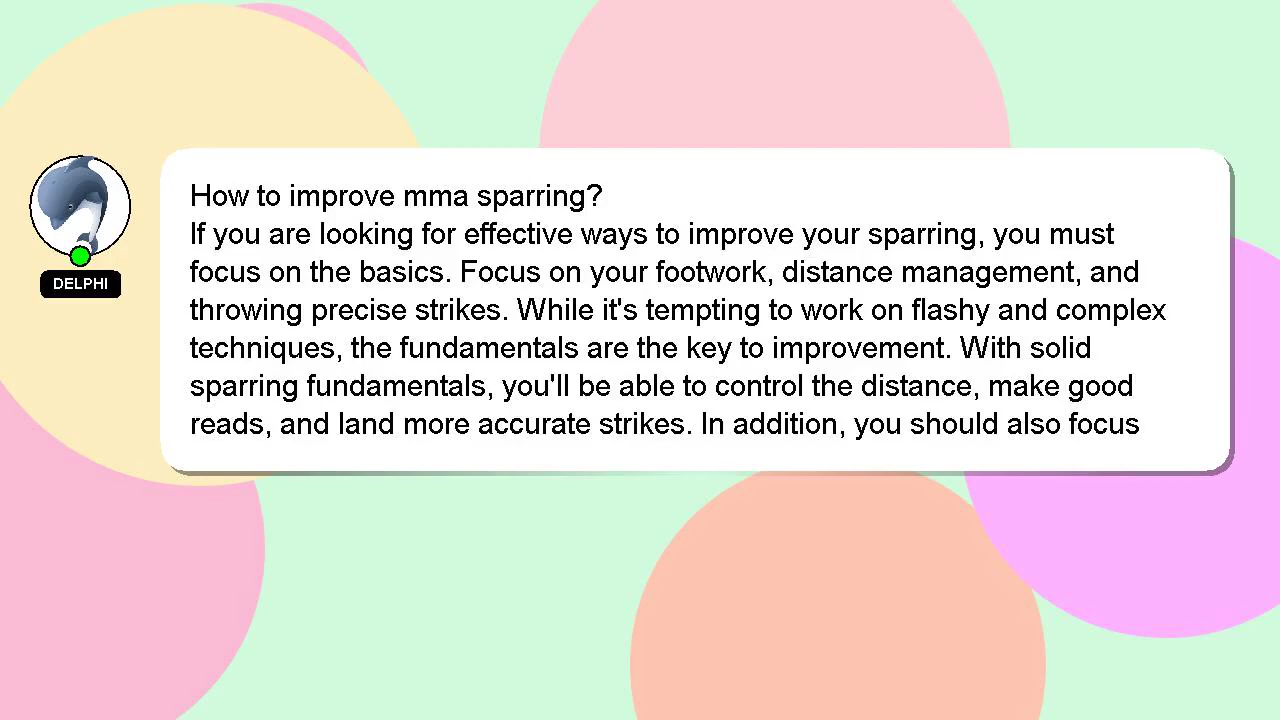 How to improve mma sparring?
If you are looking for effective ways to improve your sparring, you must
focus on the basics. Focus on your footwork, distance management, and
throwing precise strikes. While it's tempting to work on flashy and complex
techniques, the fundamentals are the key to improvement. With solid
sparring fundamentals, you'll be able to control the distance, make good
reads, and land more accurate strikes. In addition, you should also focus
DELPHI